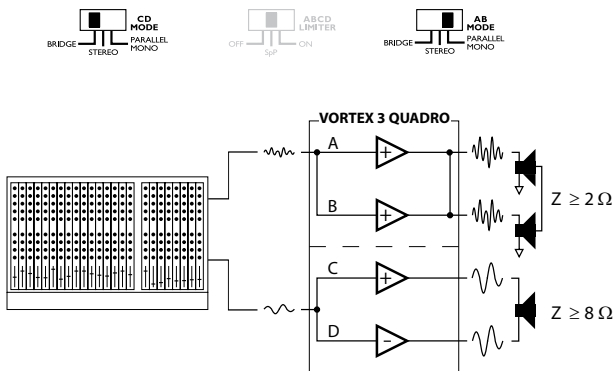 CD
MODE
BRIDGE
STEREO
PARALLEL
MONO
ABCD
LIMITER
OFF
SpP
ON
AB
MODE
BRIDGE
STEREO
PARALLEL
MONO
VORTEX 3 QUADRO
A
+
B
+
Z ≥ 2 Ω
C
+
D
-
Z ≥ 8 Ω